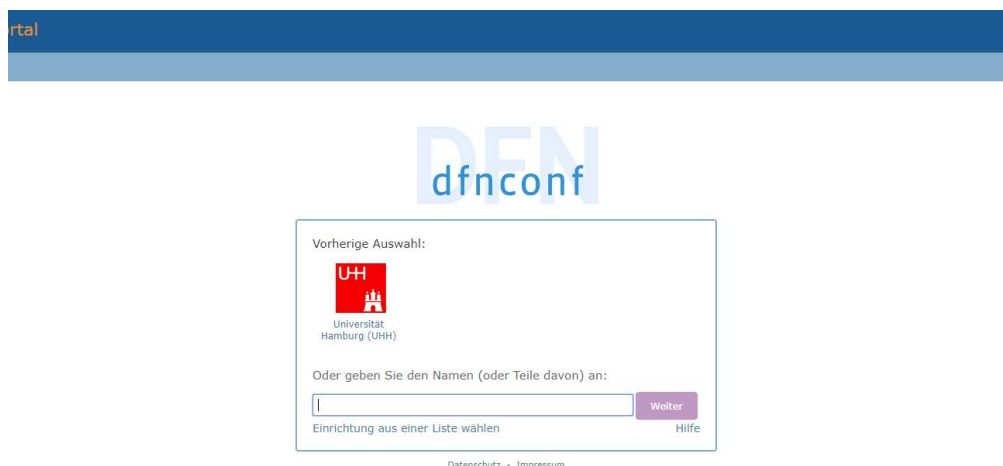 rtal
DFN
dfnconf
Vorherige Auswahl:
UHH
Universität
Hamburg (UHH)
Oder geben Sie den Namen (oder Teile davon) an:
Weiter
Einrichtung aus einer Liste wählen
Hilfe
Datenschutz - Impressum